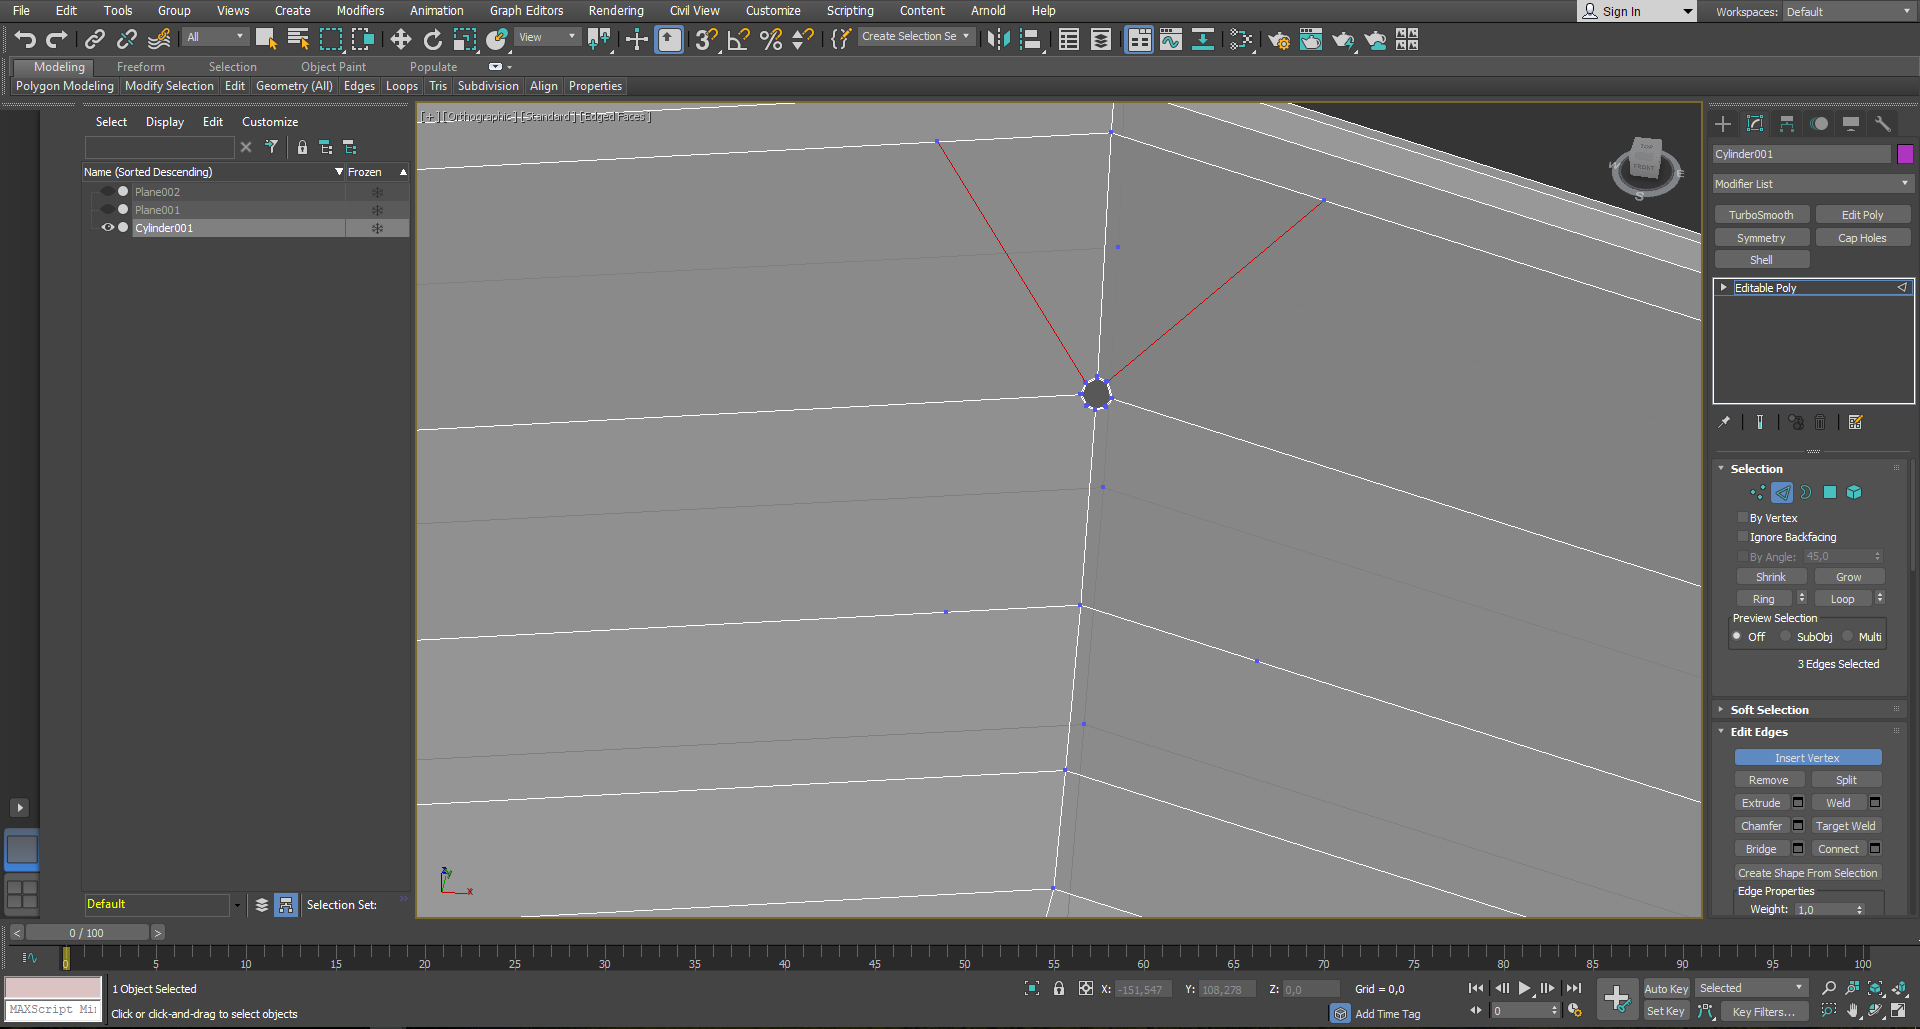 File Edit Tools Group Views Create Modifiers Animation Graph Editors Rendering Civil View Customize Scripting Content Arnold Help Sign In Workspaces: Default
All View Create Selection Se
Modeling Freeform Selection Object Paint Populate
Polygon Modeling Modify Selection Edit Geometry (All) Edges Loops Tris Subdivision Align Properties
Select Display Edit Customize
Name (Sorted Descending) Frozen
Plane002
Plane001
Cylinder001
[+] [Orthographic] [Standard] [Edged Faces]
TOP
FRONT
W
E
S
Cylinder001
Modifier List
TurboSmooth Edit Poly
Symmetry Cap Holes
Shell
Editable Poly
Selection
By Vertex
Ignore Backfacing
By Angle: 45,0
Shrink Grow
Ring Loop
Preview Selection
Off SubObj Multi
3 Edges Selected
Soft Selection
Edit Edges
Insert Vertex
Remove Split
Extrude Weld
Chamfer Target Weld
Bridge Connect
Create Shape From Selection
Edge Properties
Weight: 1,0
z
y
x
Default Selection Set:
< 0 / 100 >
0 5 10 15 20 25 30 35 40 45 50 55 60 65 70 75 80 85 90 95 100
1 Object Selected X: -151,547 Y: 108,278 Z: 0,0 Grid = 0,0 Auto Key Selected
MAXScript Mi
Click or click-and-drag to select objects Add Time Tag 0 Set Key Key Filters...